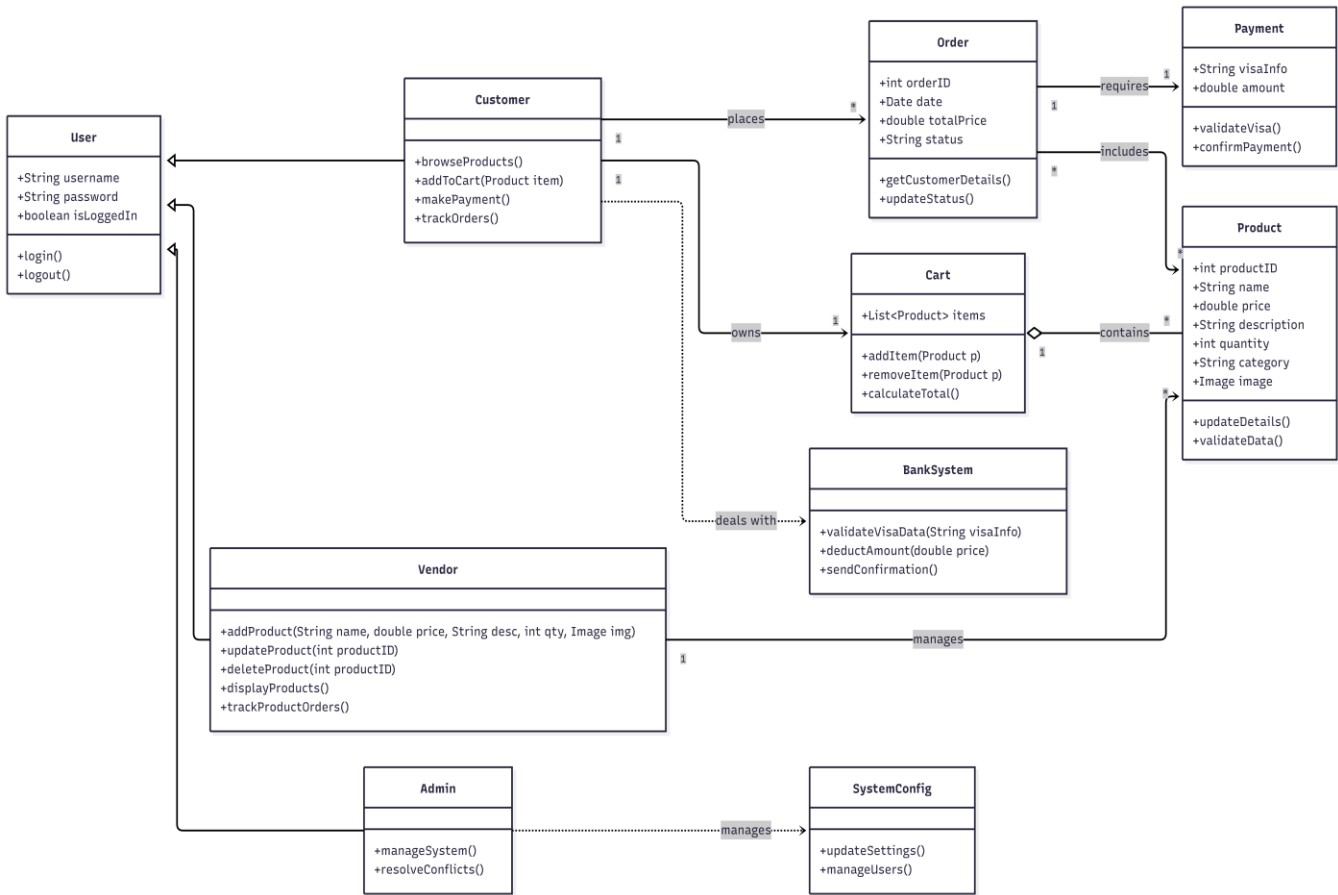 User
+String username
+String password
+boolean isLoggedIn
+login()
+logout()
Customer
+browseProducts()
+addToCart(Product item)
+makePayment()
+trackOrders()
1
1
places
*
owns
1
deals with
Order
+int orderID
+Date date
+double totalPrice
+String status
+getCustomerDetails()
+updateStatus()
requires
1
1
includes
*
*
Payment
+String visaInfo
+double amount
+validateVisa()
+confirmPayment()
Cart
+List<Product> items
+addItem(Product p)
+removeItem(Product p)
+calculateTotal()
contains
1
*
Product
+int productID
+String name
+double price
+String description
+int quantity
+String category
+Image image
+updateDetails()
+validateData()
*
BankSystem
+validateVisaData(String visaInfo)
+deductAmount(double price)
+sendConfirmation()
Vendor
+addProduct(String name, double price, String desc, int qty, Image img)
+updateProduct(int productID)
+deleteProduct(int productID)
+displayProducts()
+trackProductOrders()
1
manages
Admin
+manageSystem()
+resolveConflicts()
manages
SystemConfig
+updateSettings()
+manageUsers()